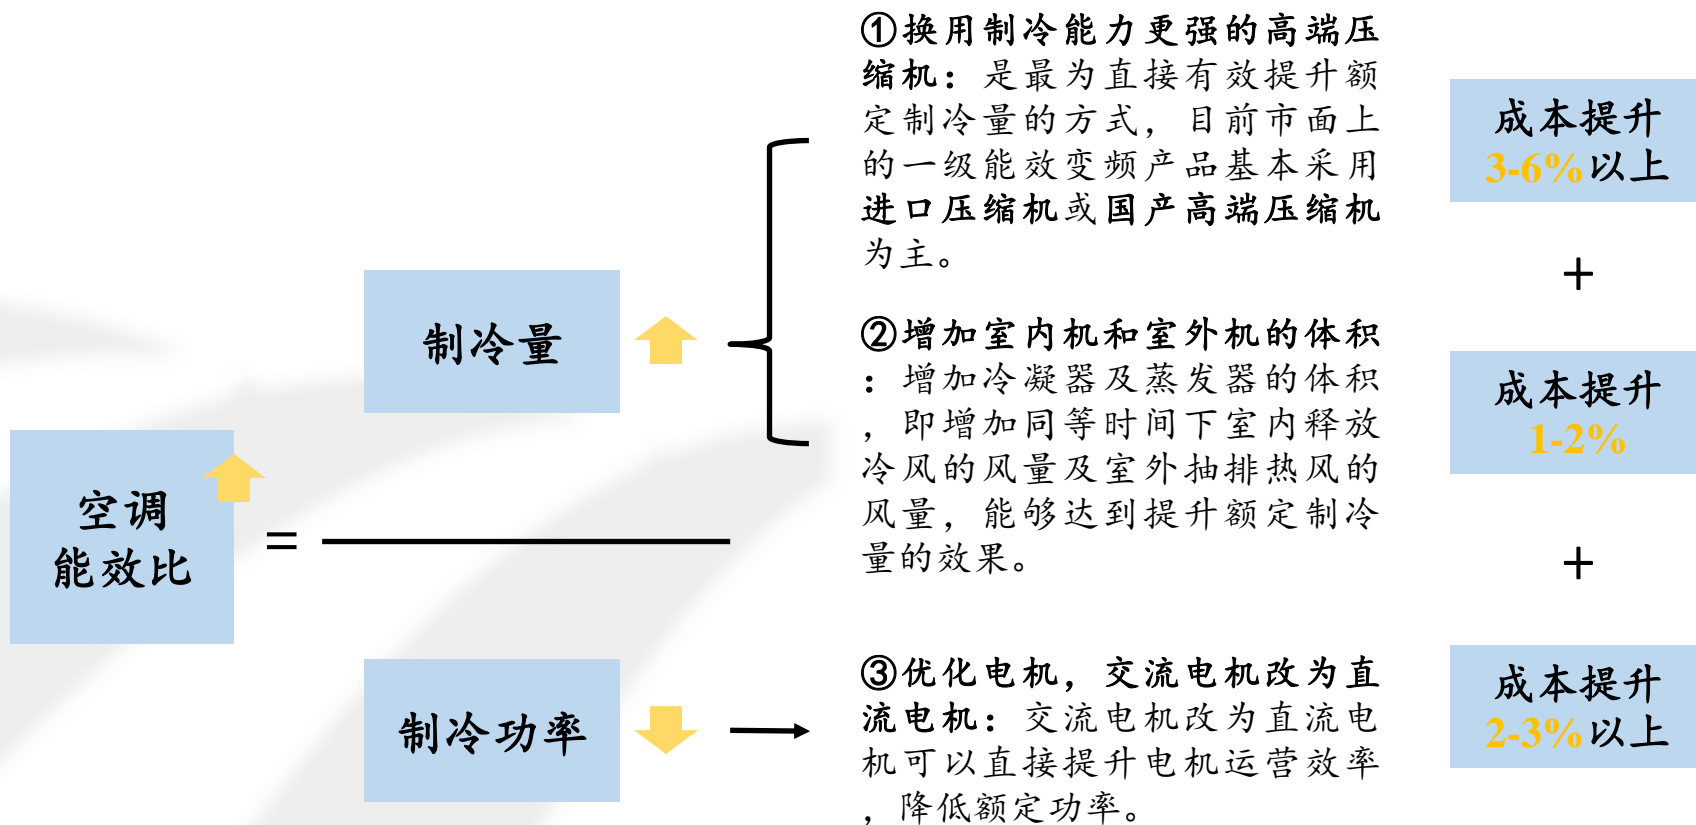 空调
能效比
=
制冷量
制冷功率
①换用制冷能力更强的高端压
缩机：是最为直接有效提升额
定制冷量的方式，目前市面上
的一级能效变频产品基本采用
进口压缩机或国产高端压缩机
为主。
②增加室内机和室外机的体积
：增加冷凝器及蒸发器的体积
，即增加同等时间下室内释放
冷风的风量及室外抽排热风的
风量，能够达到提升额定制冷
量的效果。
③优化电机，交流电机改为直
流电机：交流电机改为直流电
机可以直接提升电机运营效率
，降低额定功率。
成本提升
3-6%以上
+
成本提升
1-2%
+
成本提升
2-3%以上